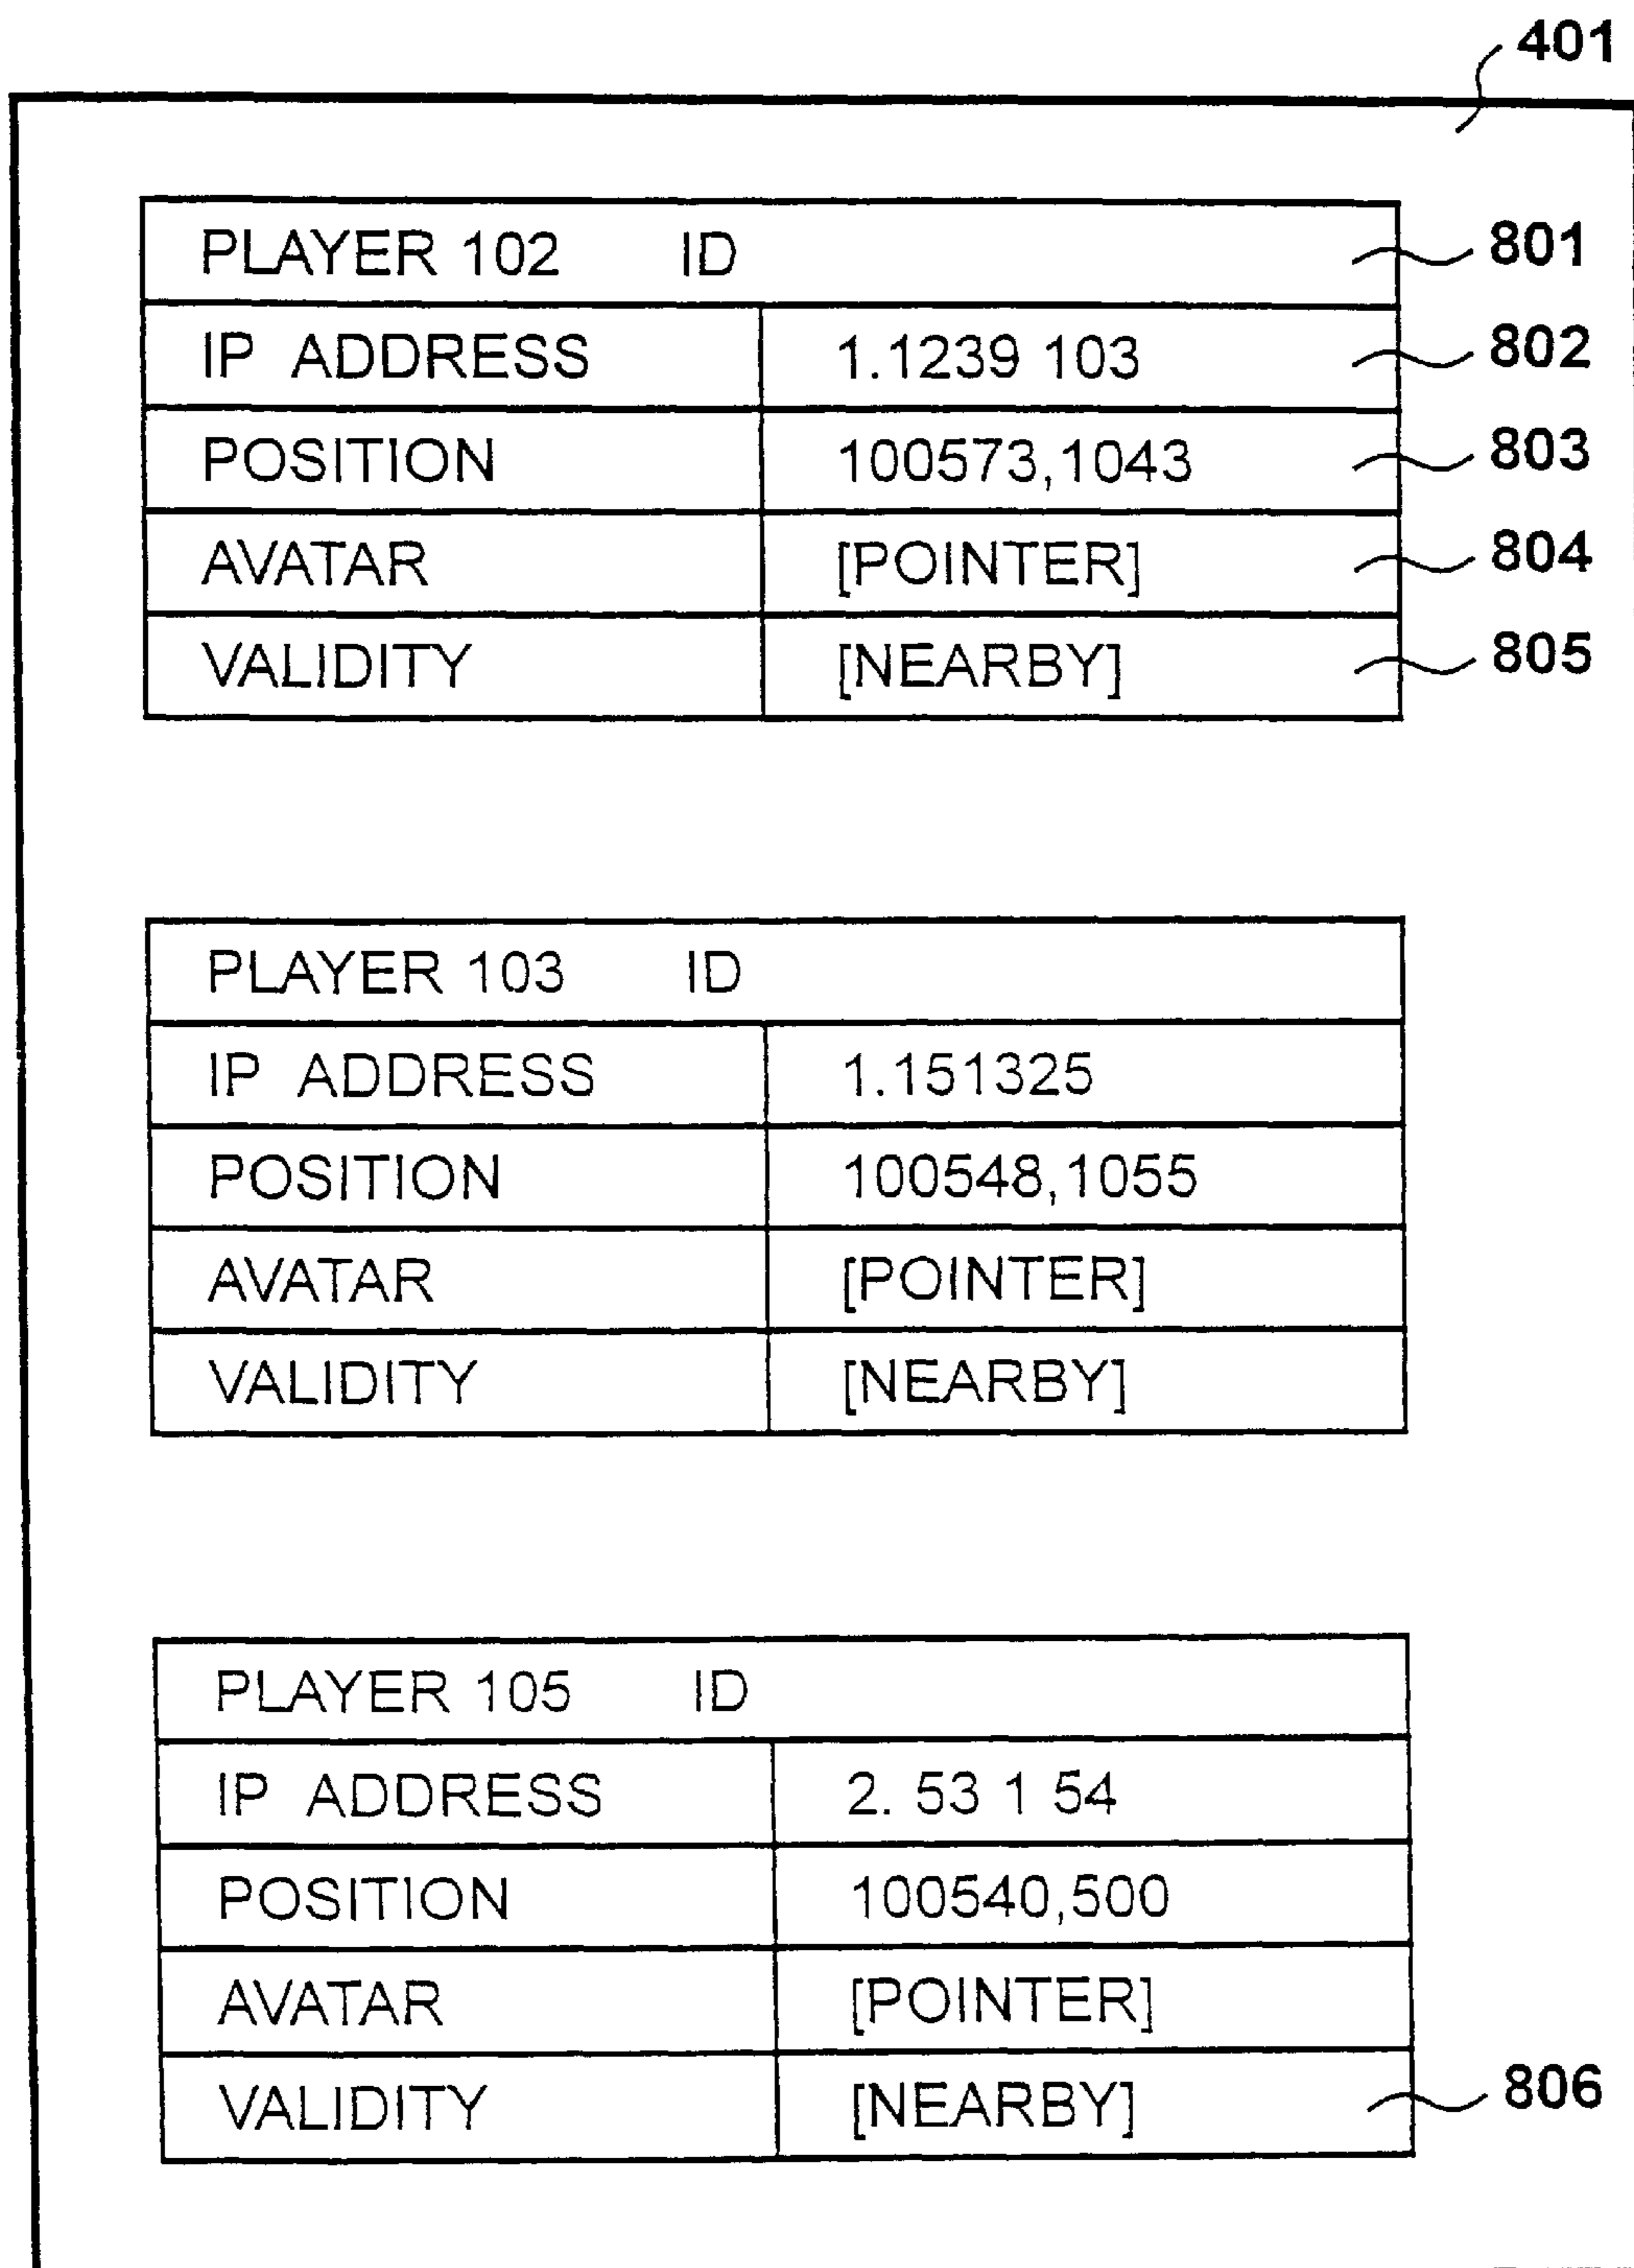 401
PLAYER 102 ID 801
IP ADDRESS 1.1239 103 802
POSITION 100573,1043 803
AVATAR [POINTER] 804
VALIDITY [NEARBY] 805
PLAYER 103 ID
IP ADDRESS 1.151325
POSITION 100548,1055
AVATAR [POINTER]
VALIDITY [NEARBY]
PLAYER 105 ID
IP ADDRESS 2. 53 1 54
POSITION 100540,500
AVATAR [POINTER]
VALIDITY [NEARBY] 806